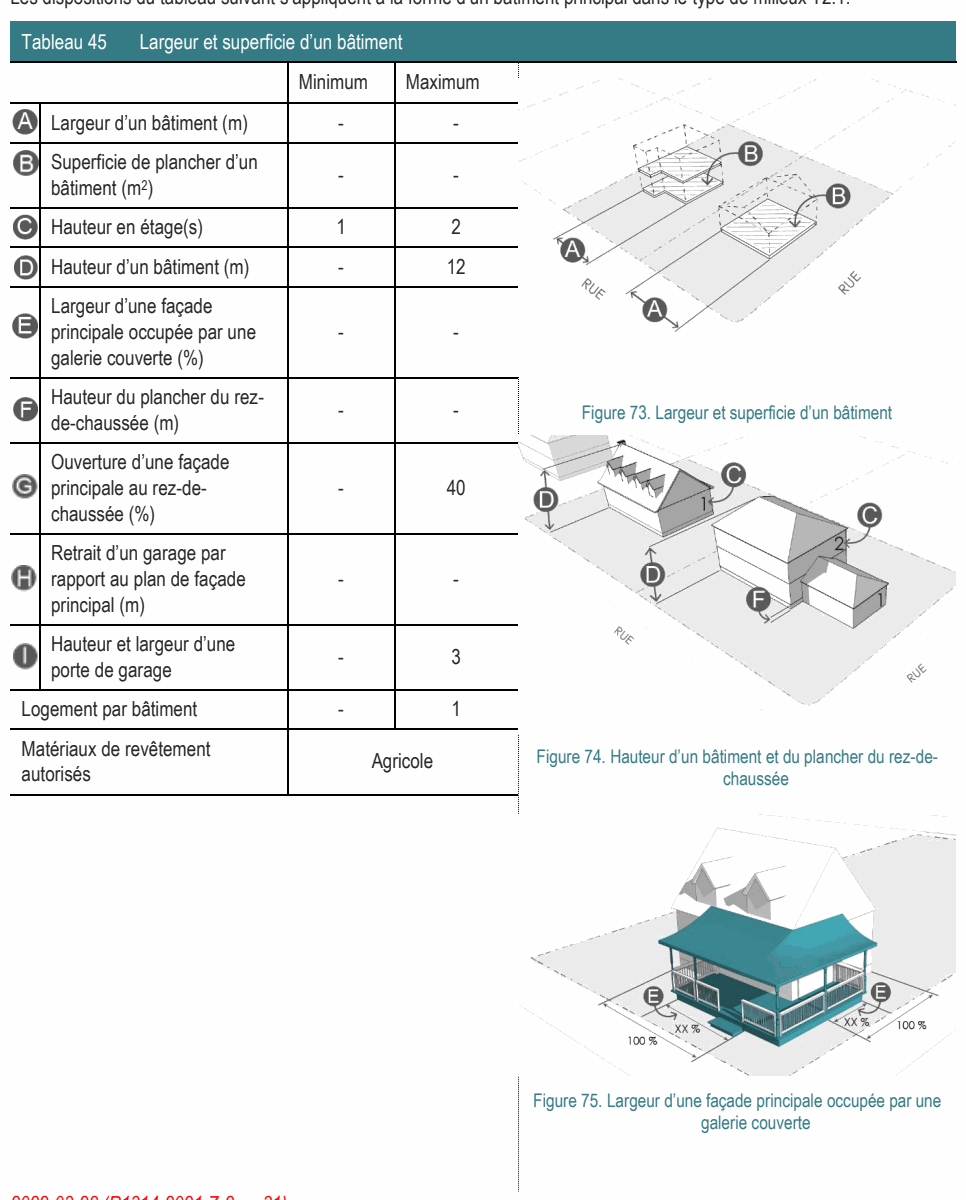 Les dispositions du tableau suivant s'appliquent à la forme d'un bâtiment principal dans le type de milieux T2.1.
Tableau 45 Largeur et superficie d'un bâtiment
Minimum Maximum
A Largeur d'un bâtiment (m) - -
B Superficie de plancher d'un
bâtiment (m2) - -
C Hauteur en étage(s) 1 2
D Hauteur d'un bâtiment (m) - 12
E Largeur d'une façade
principale occupée par une
galerie couverte (%) - -
F Hauteur du plancher du rez-
de-chaussée (m) - -
G Ouverture d'une façade
principale au rez-de-
chaussée (%) - 40
H Retrait d'un garage par
rapport au plan de façade
principal (m) - -
I Hauteur et largeur d'une
porte de garage - 3
Logement par bâtiment - 1
Matériaux de revêtement
autorisés Agricole
B
B
A
A
RUE
RUE
Figure 73. Largeur et superficie d'un bâtiment
C
D
1
C
2
D
F
1
RUE
RUE
Figure 74. Hauteur d'un bâtiment et du plancher du rez-de-
chaussée
E
E
XX %
XX %
100 %
100 %
Figure 75. Largeur d'une façade principale occupée par une
galerie couverte